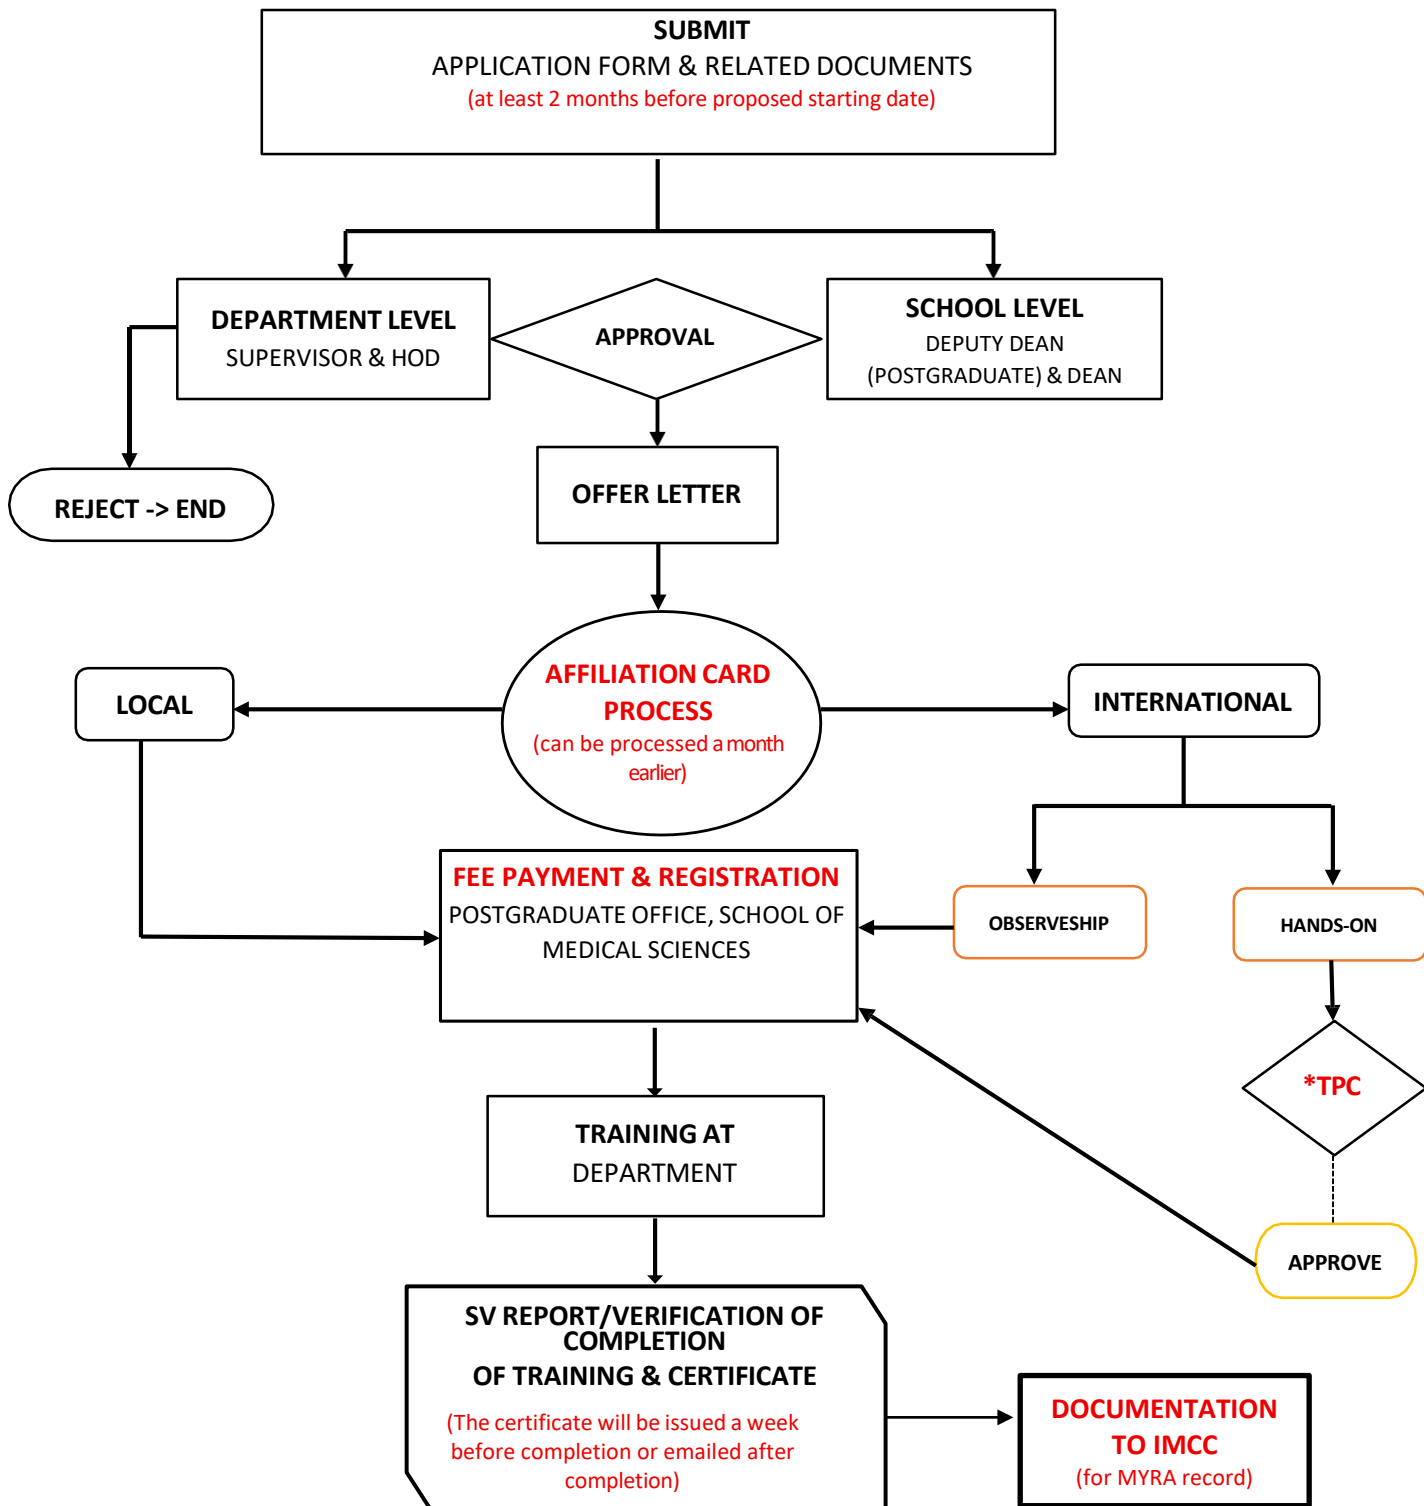 SUBMIT
APPLICATION FORM & RELATED DOCUMENTS
(at least 2 months before proposed starting date)
DEPARTMENT LEVEL
SUPERVISOR & HOD
APPROVAL
SCHOOL LEVEL
DEPUTY DEAN
(POSTGRADUATE) & DEAN
REJECT -> END
OFFER LETTER
LOCAL
AFFILIATION CARD
PROCESS
(can be processed a month
earlier)
INTERNATIONAL
FEE PAYMENT & REGISTRATION
POSTGRADUATE OFFICE, SCHOOL OF
MEDICAL SCIENCES
OBSERVESHIP
HANDS-ON
*TPC
TRAINING AT
DEPARTMENT
APPROVE
SV REPORT/VERIFICATION OF
COMPLETION
OF TRAINING & CERTIFICATE
(The certificate will be issued a week
before completion or emailed after
completion)
DOCUMENTATION
TO IMCC
(for MYRA record)